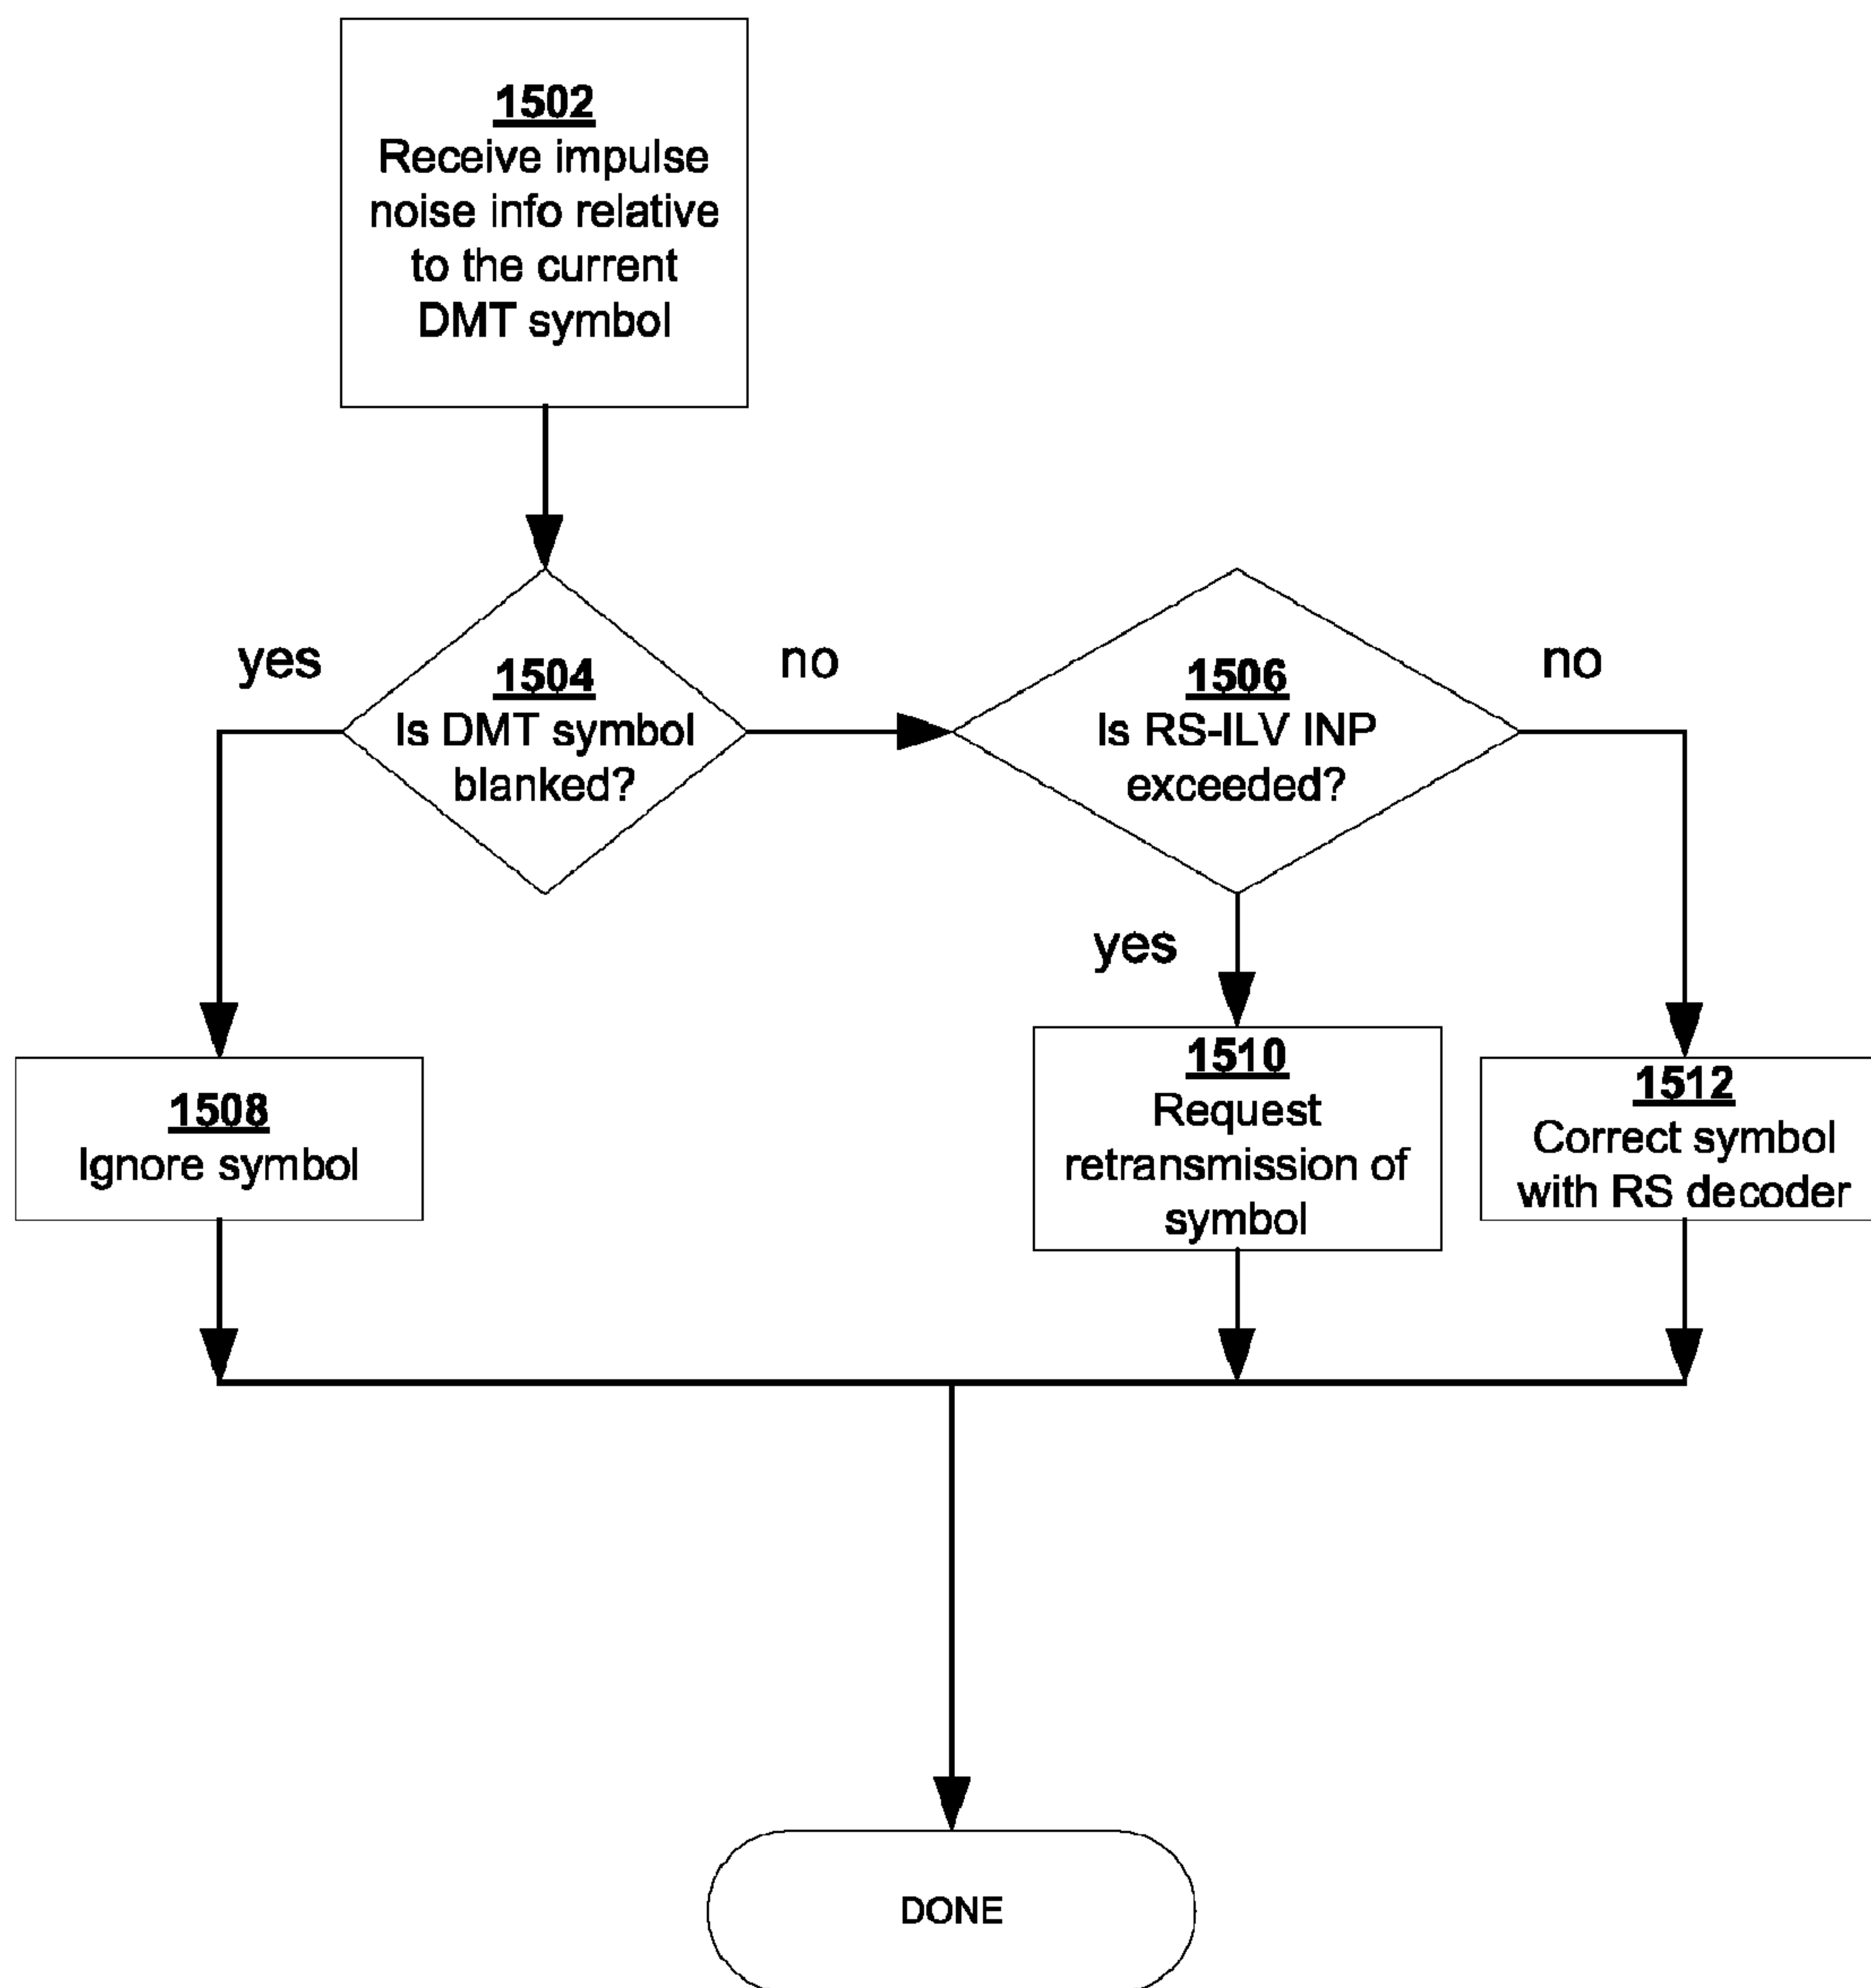 1502
Receive impulse
noise info relative
to the current
DMT symbol
yes
1504
Is DMT symbol
blanked?
no
1506
Is RS-ILV INP
exceeded?
no
yes
1508
Ignore symbol
1510
Request
retransmission of
symbol
1512
Correct symbol
with RS decoder
DONE